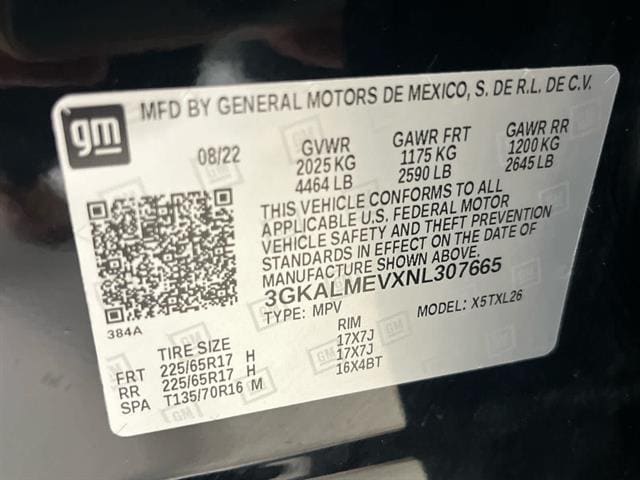 gm
MFD BY GENERAL MOTORS DE MEXICO, S. DE R.L. DE C.V.
08/22 GVWR GAWR FRT GAWR RR
2025 KG 1175 KG 1200 KG
4464 LB 2590 LB 2645 LB
THIS VEHICLE CONFORMS TO ALL
APPLICABLE U.S. FEDERAL MOTOR
VEHICLE SAFETY AND THEFT PREVENTION
STANDARDS IN EFFECT ON THE DATE OF
MANUFACTURE SHOWN ABOVE.
3GKALMEVXNL307665
384A
TYPE: MPV MODEL: X5TXL26
TIRE SIZE RIM
FRT 225/65R17 H 17X7J
RR 225/65R17 H 17X7J
SPA T135/70R16 M 16X4BT